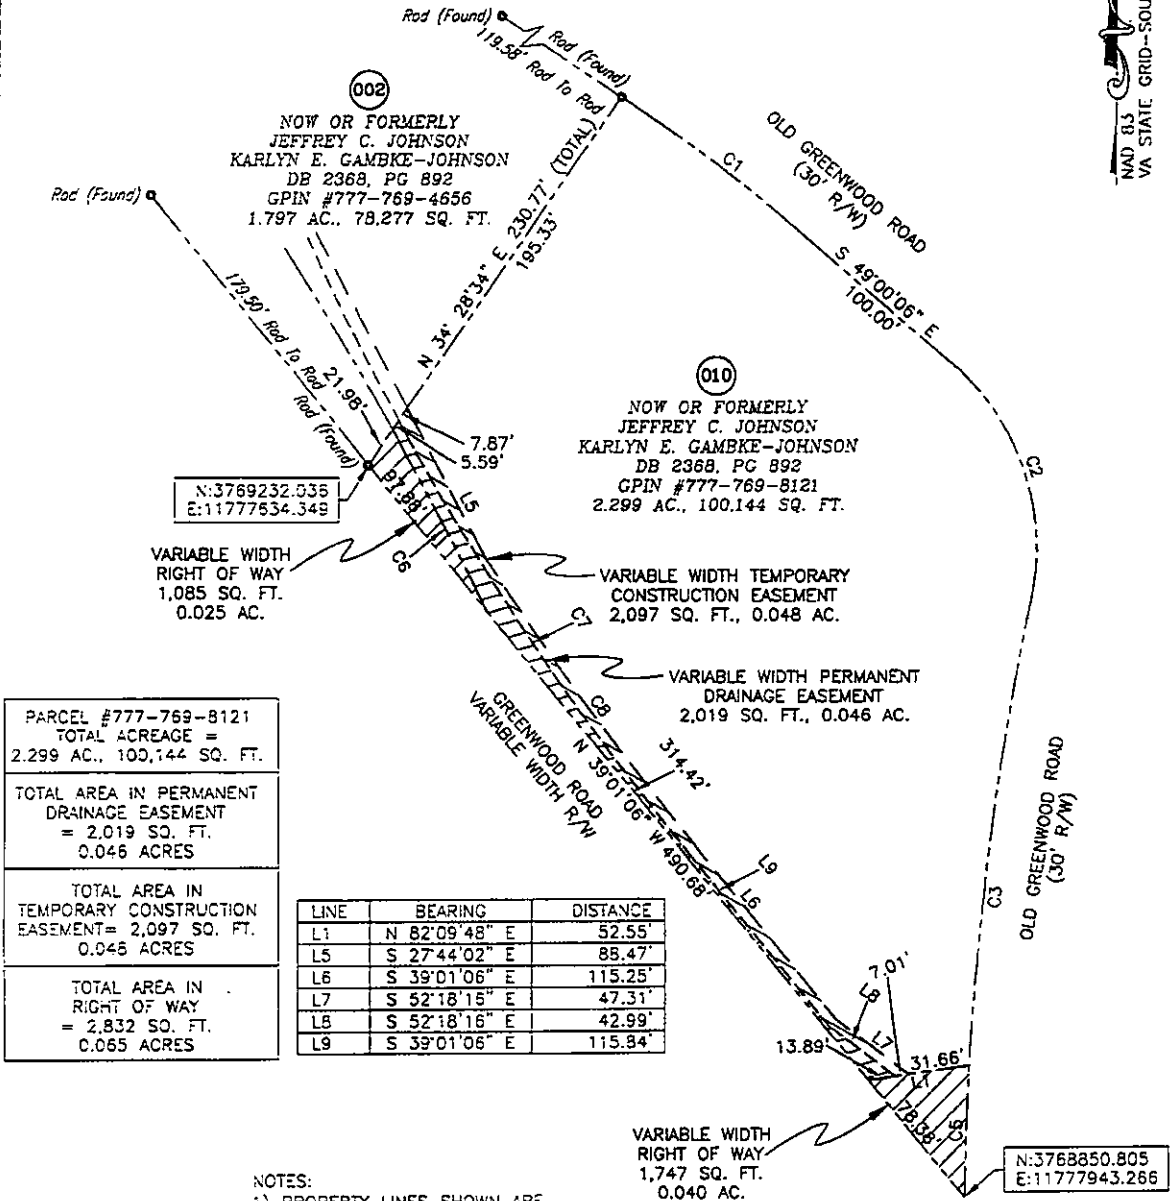 Rod (Found)
Rod (Found)
119.58' Rod To Rod
NAD 83
VA STATE GRID-SOU
002
NOW OR FORMERLY
JEFFREY C. JOHNSON
KARLYN E. GAMBKE-JOHNSON
DB 2368, PG 892
GPIN #777-769-4656
1.797 AC., 78,277 SQ. FT.
OLD GREENWOOD ROAD
(30' R/W)
C1
Rod (Found)
N 34° 28'34" E 230.77' (TOTAL)
195.33'
S 49°00'06" E
100.00'
179.50' Rod To Rod
Rod (Found)
21.98'
010
NOW OR FORMERLY
JEFFREY C. JOHNSON
KARLYN E. GAMBKE-JOHNSON
DB 2368, PG 892
GPIN #777-769-8121
2.299 AC., 100,144 SQ. FT.
7.87'
5.59'
C2
N:3769232.035
E:11777634.349
97.88'
L5
C6
VARIABLE WIDTH
RIGHT OF WAY
1,085 SQ. FT.
0.025 AC.
VARIABLE WIDTH TEMPORARY
CONSTRUCTION EASEMENT
2,097 SQ. FT., 0.048 AC.
C7
VARIABLE WIDTH PERMANENT
DRAINAGE EASEMENT
2,019 SQ. FT., 0.046 AC.
C8
GREENWOOD ROAD
VARIABLE WIDTH R/W
314.42'
N 39°01'06" W 490.68'
PARCEL #777-769-8121
TOTAL ACREAGE =
2.299 AC., 100,144 SQ. FT.
TOTAL AREA IN PERMANENT
DRAINAGE EASEMENT
= 2,019 SQ. FT.
0.046 ACRES
TOTAL AREA IN
TEMPORARY CONSTRUCTION
EASEMENT= 2,097 SQ. FT.
0.048 ACRES
TOTAL AREA IN
RIGHT OF WAY
= 2,832 SQ. FT.
0.065 ACRES
LINE BEARING DISTANCE
L1 N 82°09'48" E 52.55'
L5 S 27°44'02" E 88.47'
L6 S 39°01'06" E 115.25'
L7 S 52°18'15" E 47.31'
L8 S 52°18'16" E 42.99'
L9 S 39°01'06" E 115.84'
L9
L6
C3
OLD GREENWOOD ROAD
(30' R/W)
7.01'
L8
L7
13.89'
31.66'
L1
78.38'
C5
VARIABLE WIDTH
RIGHT OF WAY
1,747 SQ. FT.
0.040 AC.
N:3768850.805
E:11777943.266
NOTES:
1) PROPERTY LINES SHOWN ARE